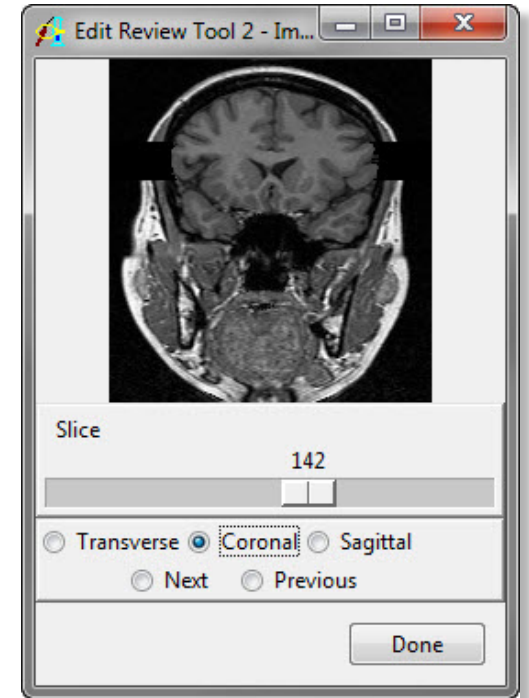 Edit Review Tool 2 - Im...
Slice
142
Transverse Coronal Sagittal
Next Previous
Done